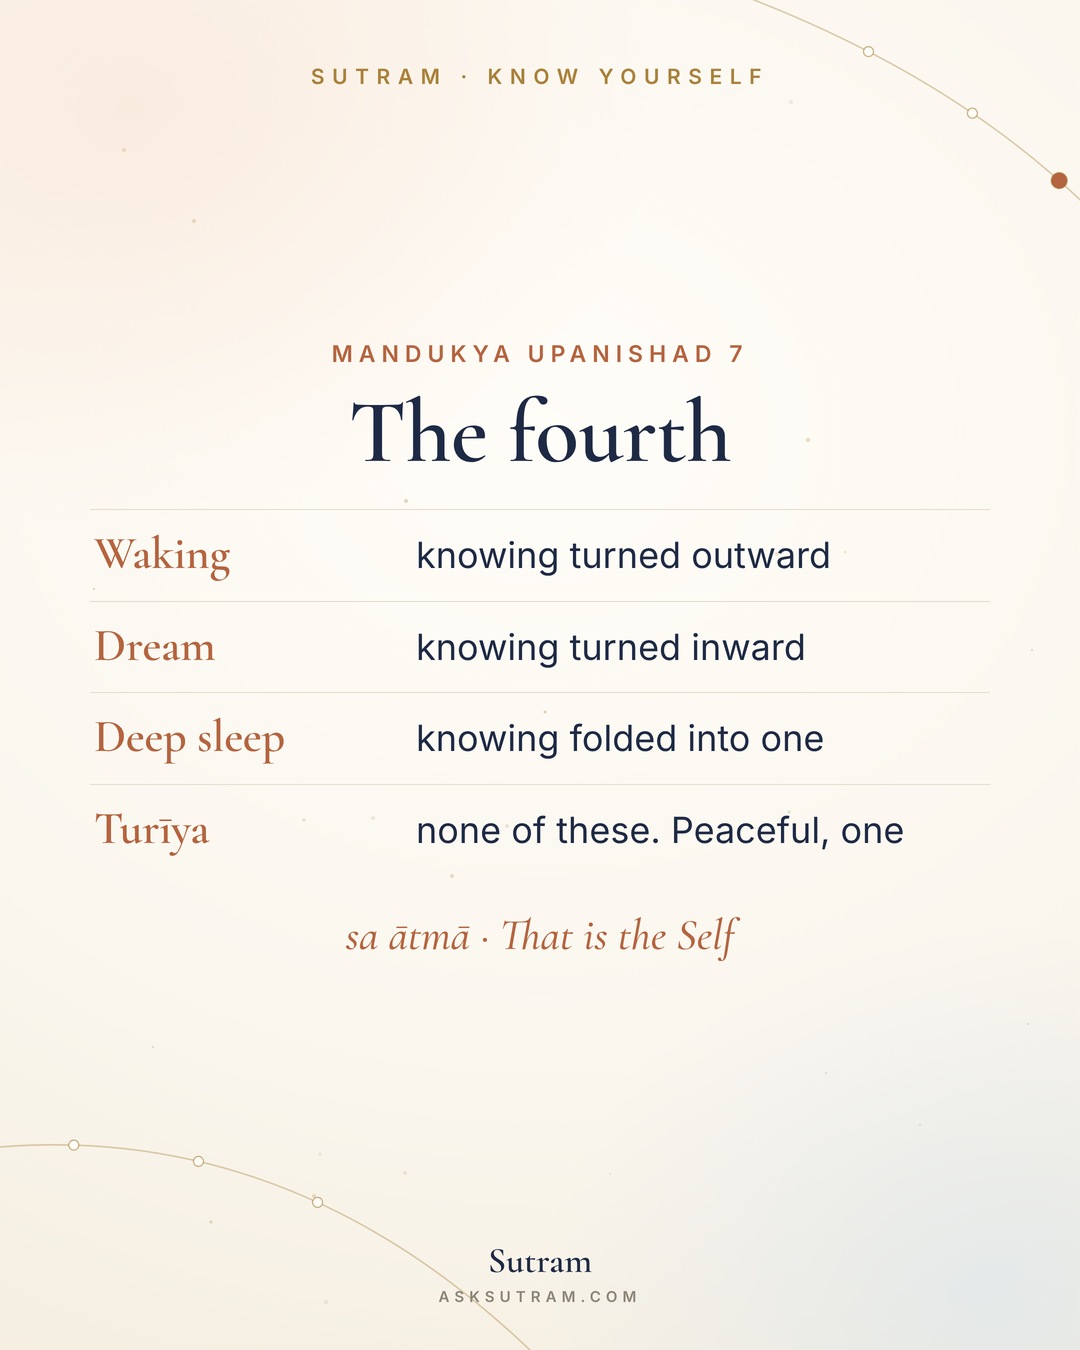 SUTRAM · KNOW YOURSELF
MANDUKYA UPANISHAD 7
The fourth
Waking knowing turned outward
Dream knowing turned inward
Deep sleep knowing folded into one
Turīya none of these. Peaceful, one
sa ātmā · That is the Self
Sutram
ASKSUTRAM.COM